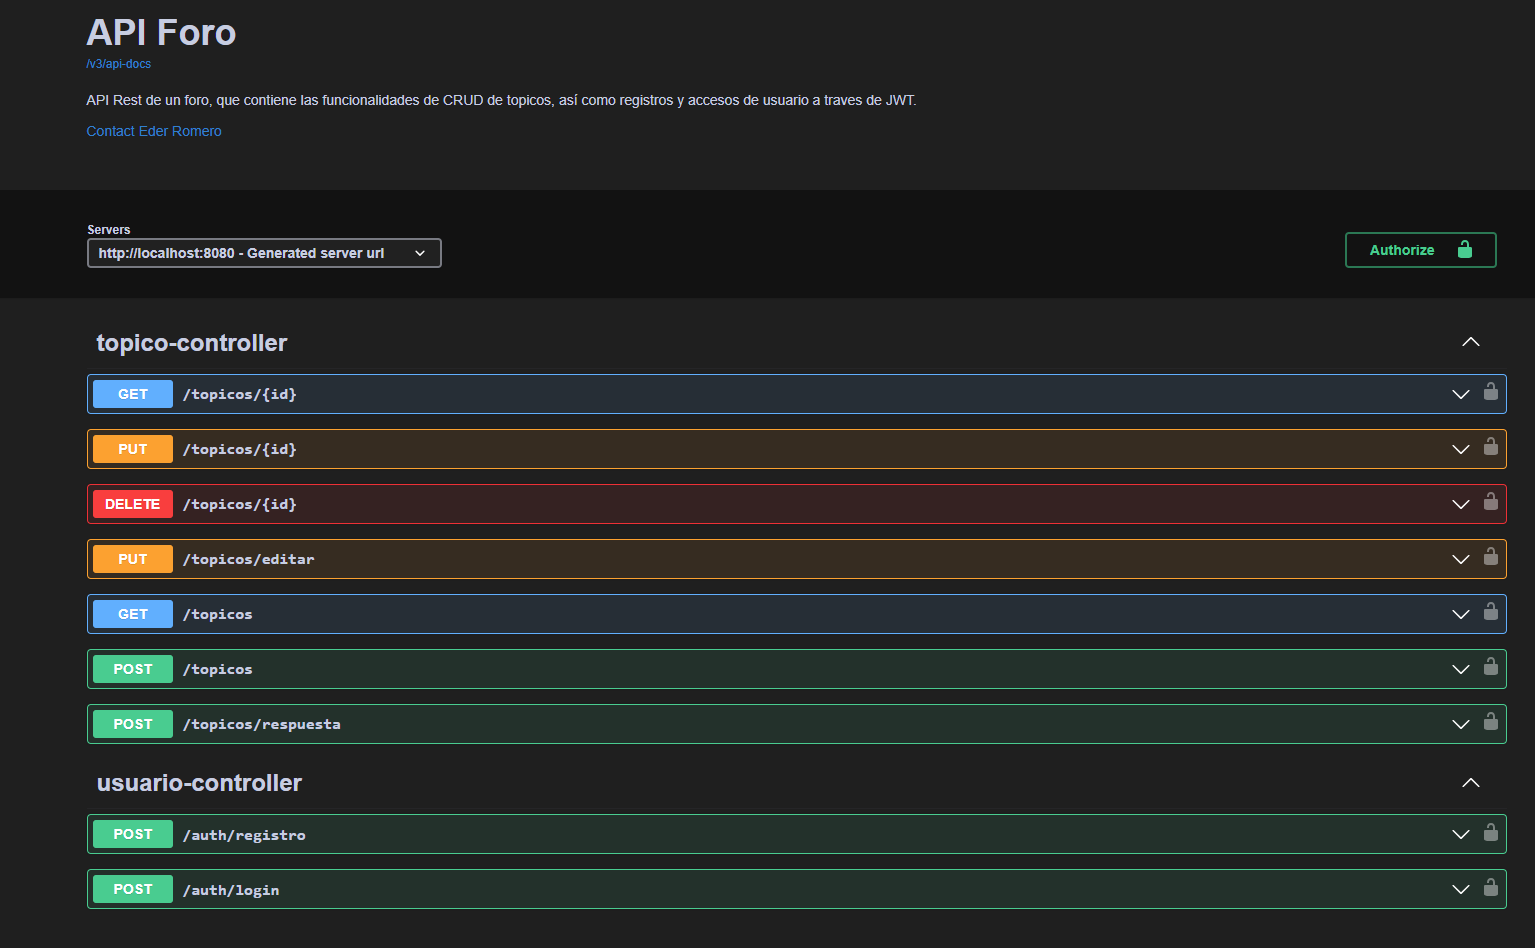 API Foro
/v3/api-docs
API Rest de un foro, que contiene las funcionalidades de CRUD de topicos, así como registros y accesos de usuario a traves de JWT.
Contact Eder Romero
Servers
http://localhost:8080 - Generated server url
Authorize
topico-controller
GET /topicos/{id}
PUT /topicos/{id}
DELETE /topicos/{id}
PUT /topicos/editar
GET /topicos
POST /topicos
POST /topicos/respuesta
usuario-controller
POST /auth/registro
POST /auth/login